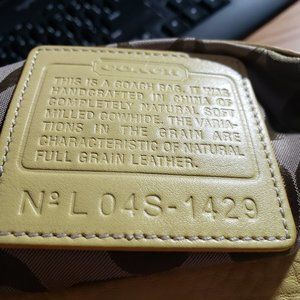 COACH
THIS IS A COACH BAG. IT WAS
HANDCRAFTED IN CHINA OF
COMPLETELY NATURAL, SOFT
MILLED COWHIDE. THE VARIA-
TIONS IN THE GRAIN ARE
CHARACTERISTIC OF NATURAL
FULL GRAIN LEATHER.
Nº L04S-1429